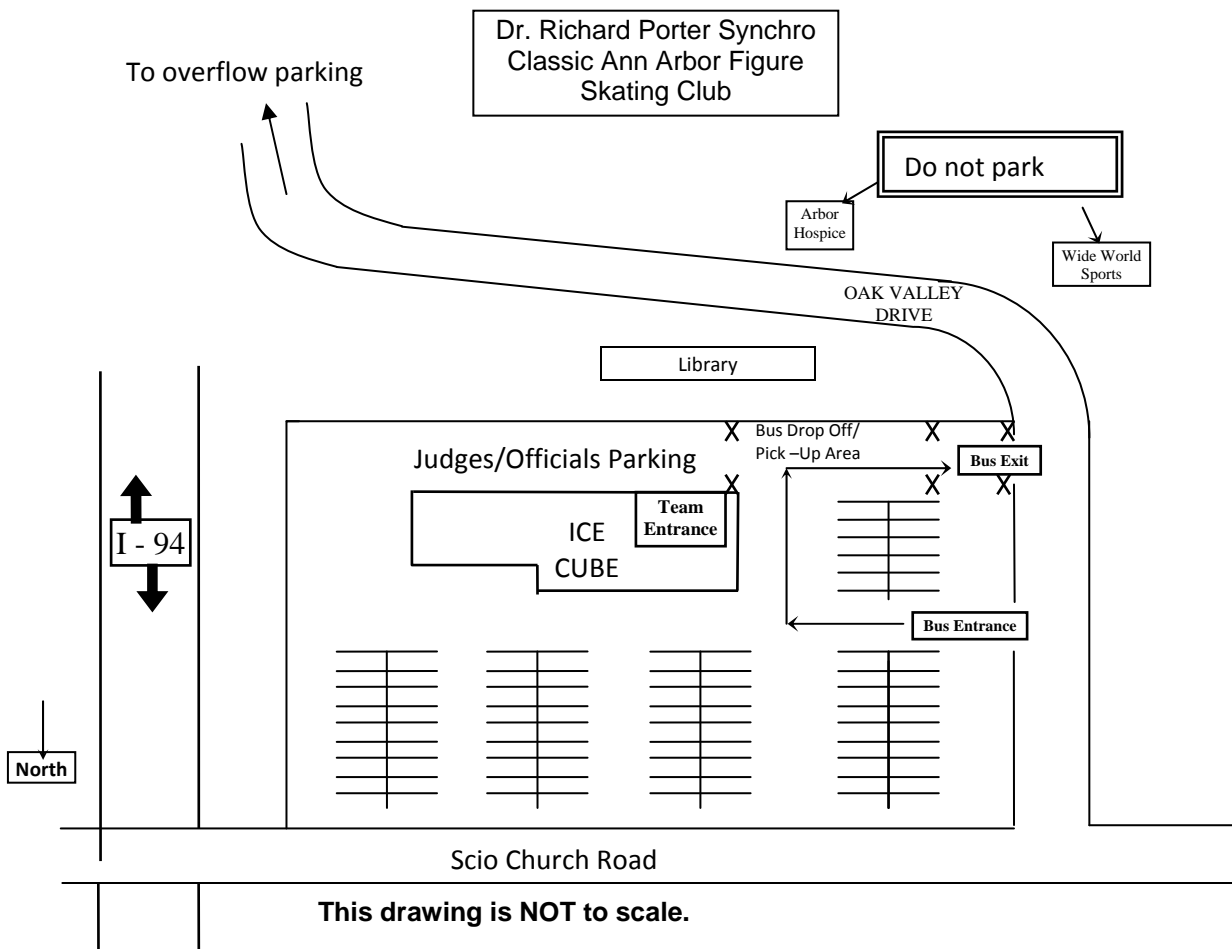 Dr. Richard Porter Synchro
Classic Ann Arbor Figure
Skating Club
To overflow parking
Do not park
Arbor
Hospice
Wide World
Sports
OAK VALLEY
DRIVE
Library
Bus Drop Off/
Pick –Up Area
X
X
X
Judges/Officials Parking
Bus Exit
X
X
X
Team
Entrance
ICE
CUBE
I - 94
Bus Entrance
North
Scio Church Road
This drawing is NOT to scale.